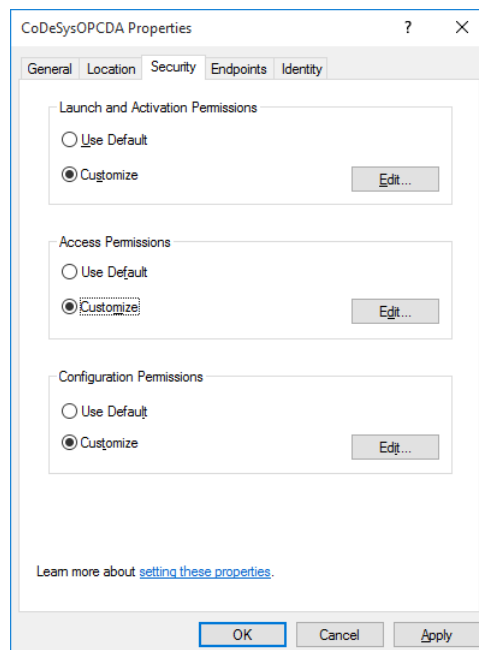 CoDeSysOPCDA Properties
General Location Security Endpoints Identity
Launch and Activation Permissions
Use Default
Customize
Edit...
Access Permissions
Use Default
Customize
Edit...
Configuration Permissions
Use Default
Customize
Edit...
Learn more about setting these properties.
OK Cancel Apply